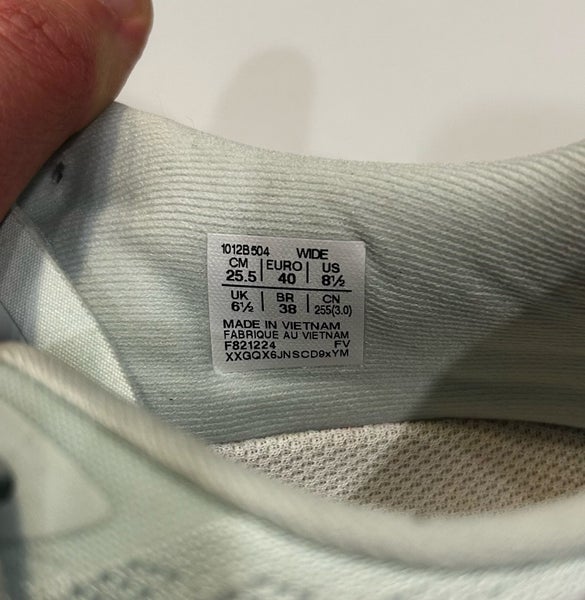 1012B504 WIDE
CM | EURO | US
25.5 | 40 | 8½
UK | BR | CN
6½ | 38 | 255(3.0)
MADE IN VIETNAM
FABRIQUE AU VIETNAM
F821224 FV
XXGQX6JNSCD9xYM